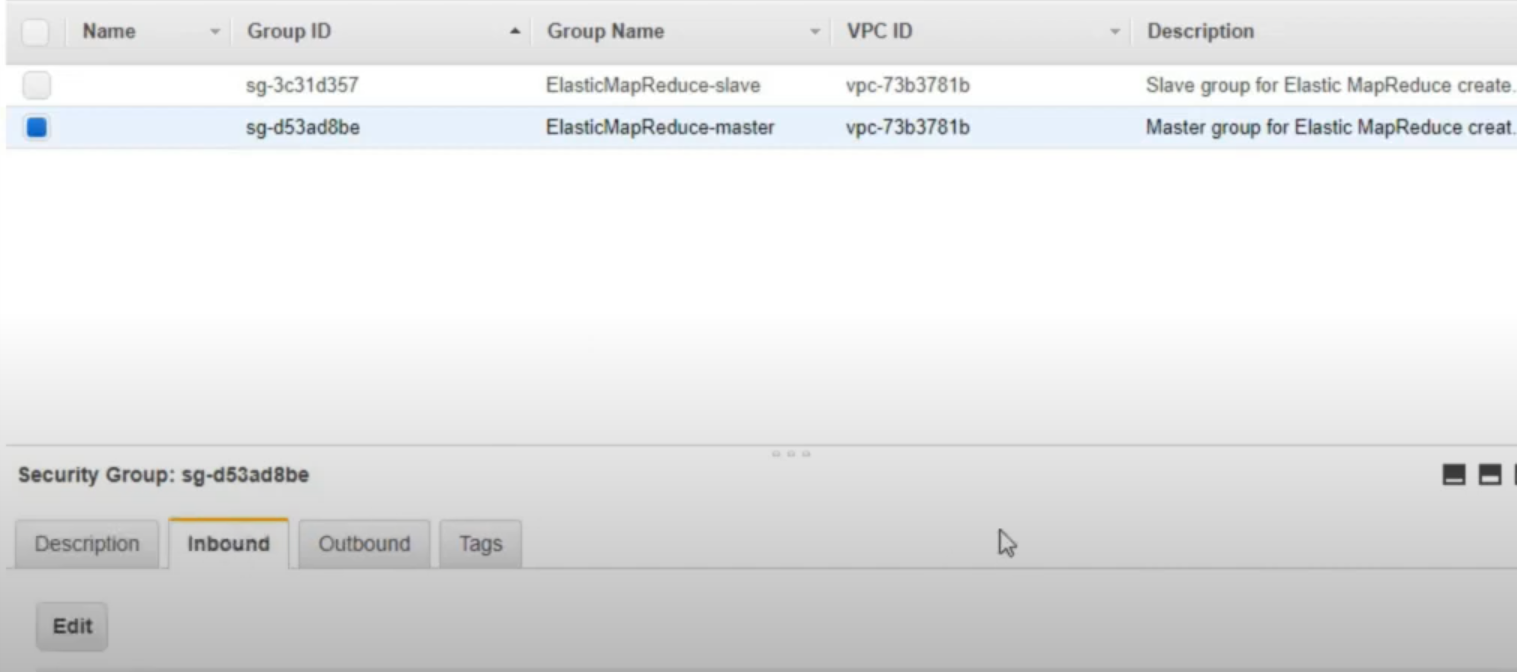 Name Group ID Group Name VPC ID Description
sg-3c31d357 ElasticMapReduce-slave vpc-73b3781b Slave group for Elastic MapReduce create.
sg-d53ad8be ElasticMapReduce-master vpc-73b3781b Master group for Elastic MapReduce creat.
Security Group: sg-d53ad8be
Description Inbound Outbound Tags
Edit